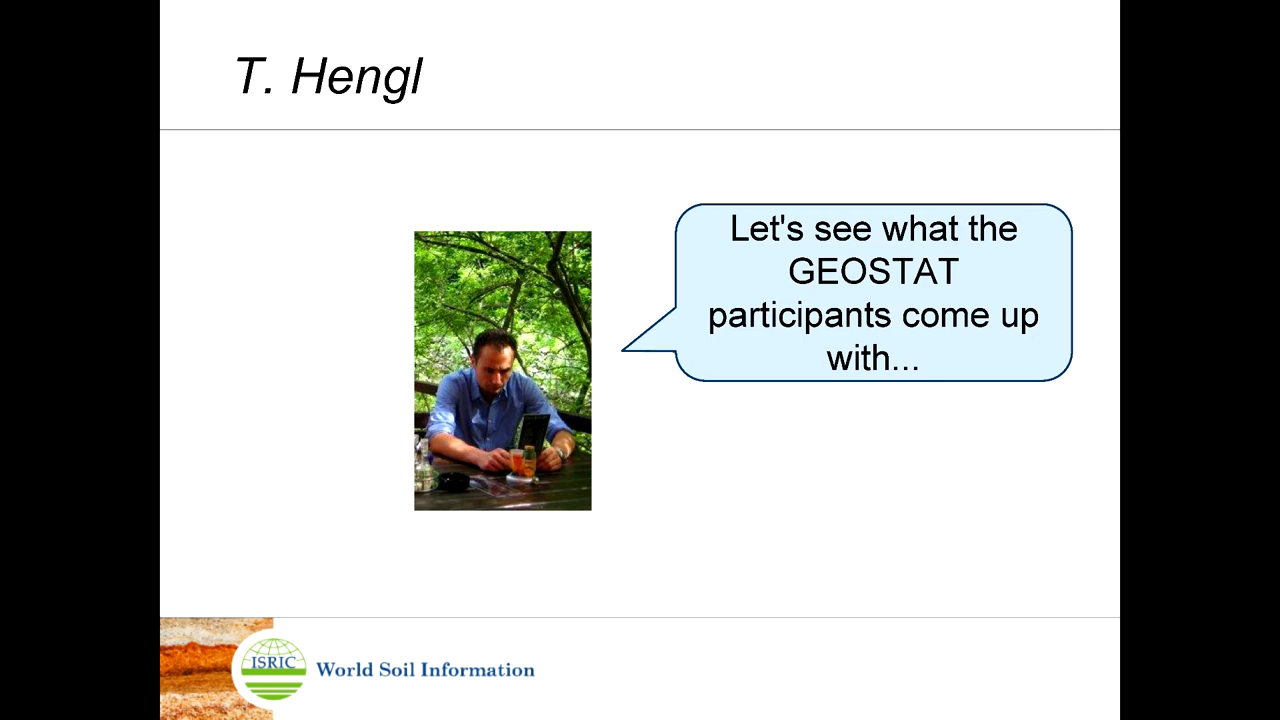 T. Hengl
Let's see what the
GEOSTAT
participants come up
with...
ISRIC
World Soil Information